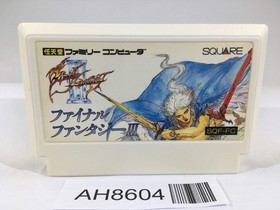 任天堂 ファミリーコンピュータ
SQUARE
FINAL FANTASY III
ファイナル
ファンタジーIII
SQF-FC
AH8604